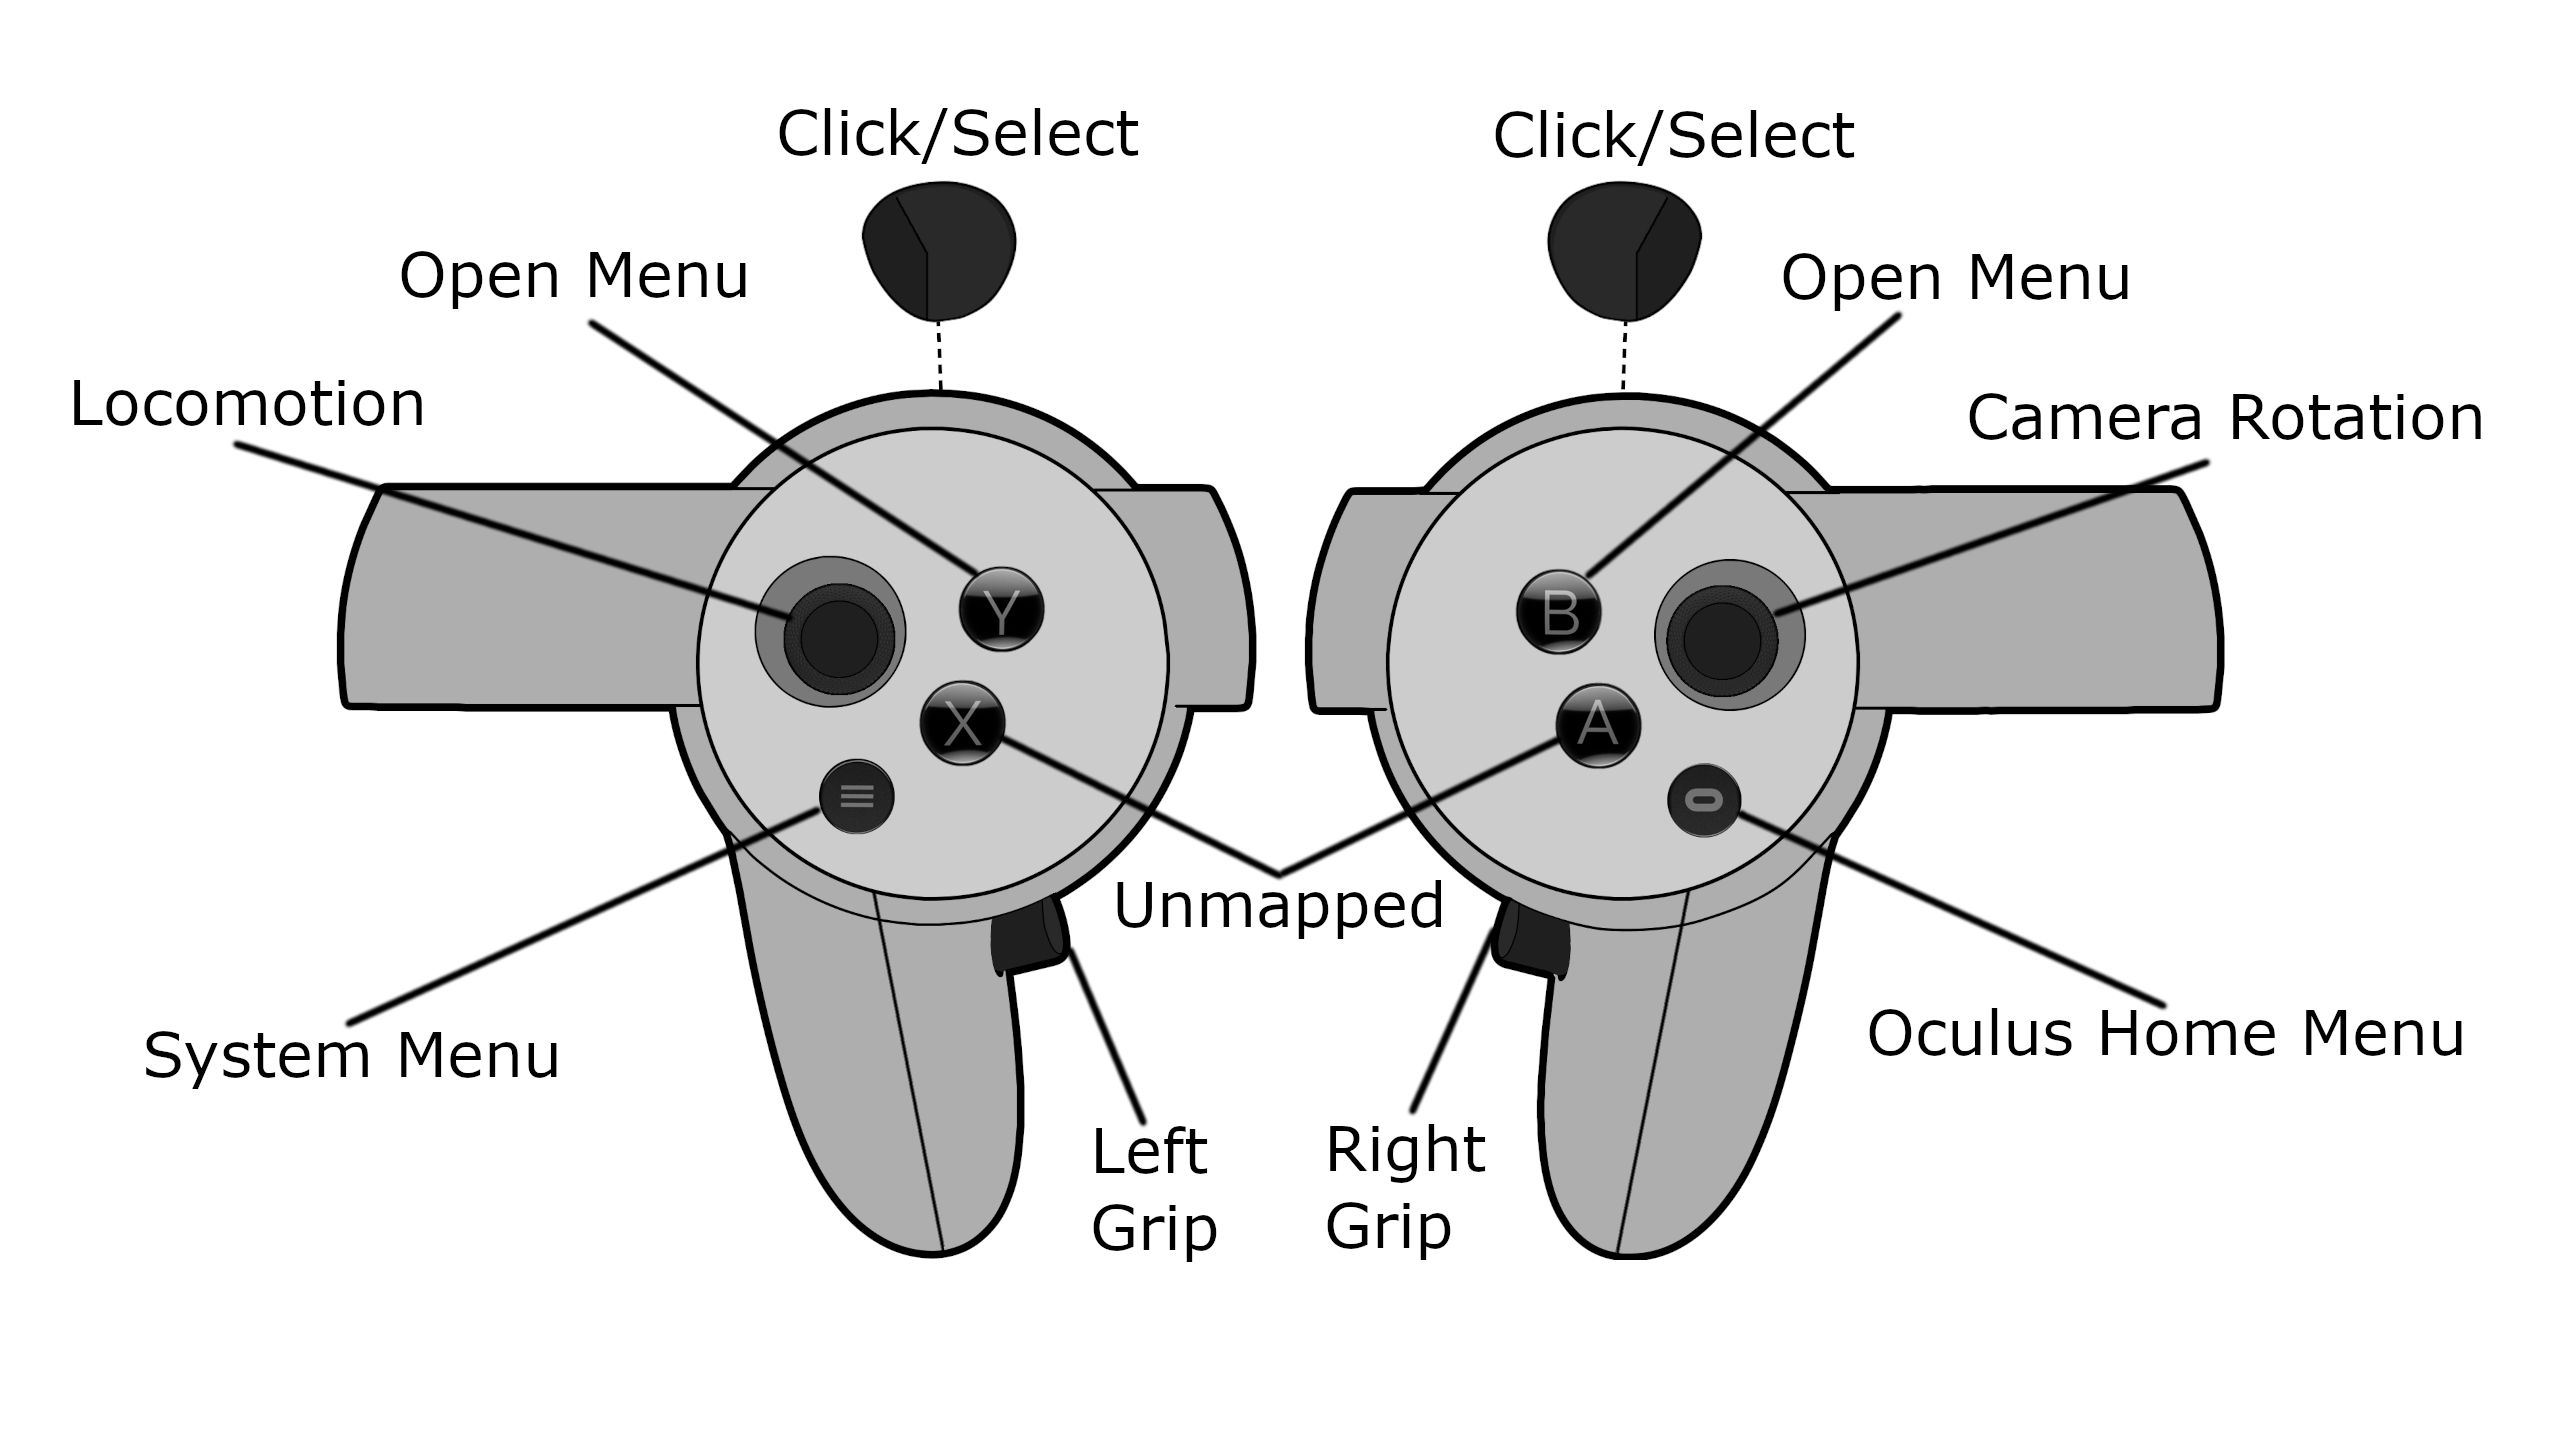 Click/Select
Click/Select
Open Menu
Open Menu
Locomotion
Camera Rotation
Y
B
X
A
Unmapped
System Menu
Oculus Home Menu
Left
Grip
Right
Grip